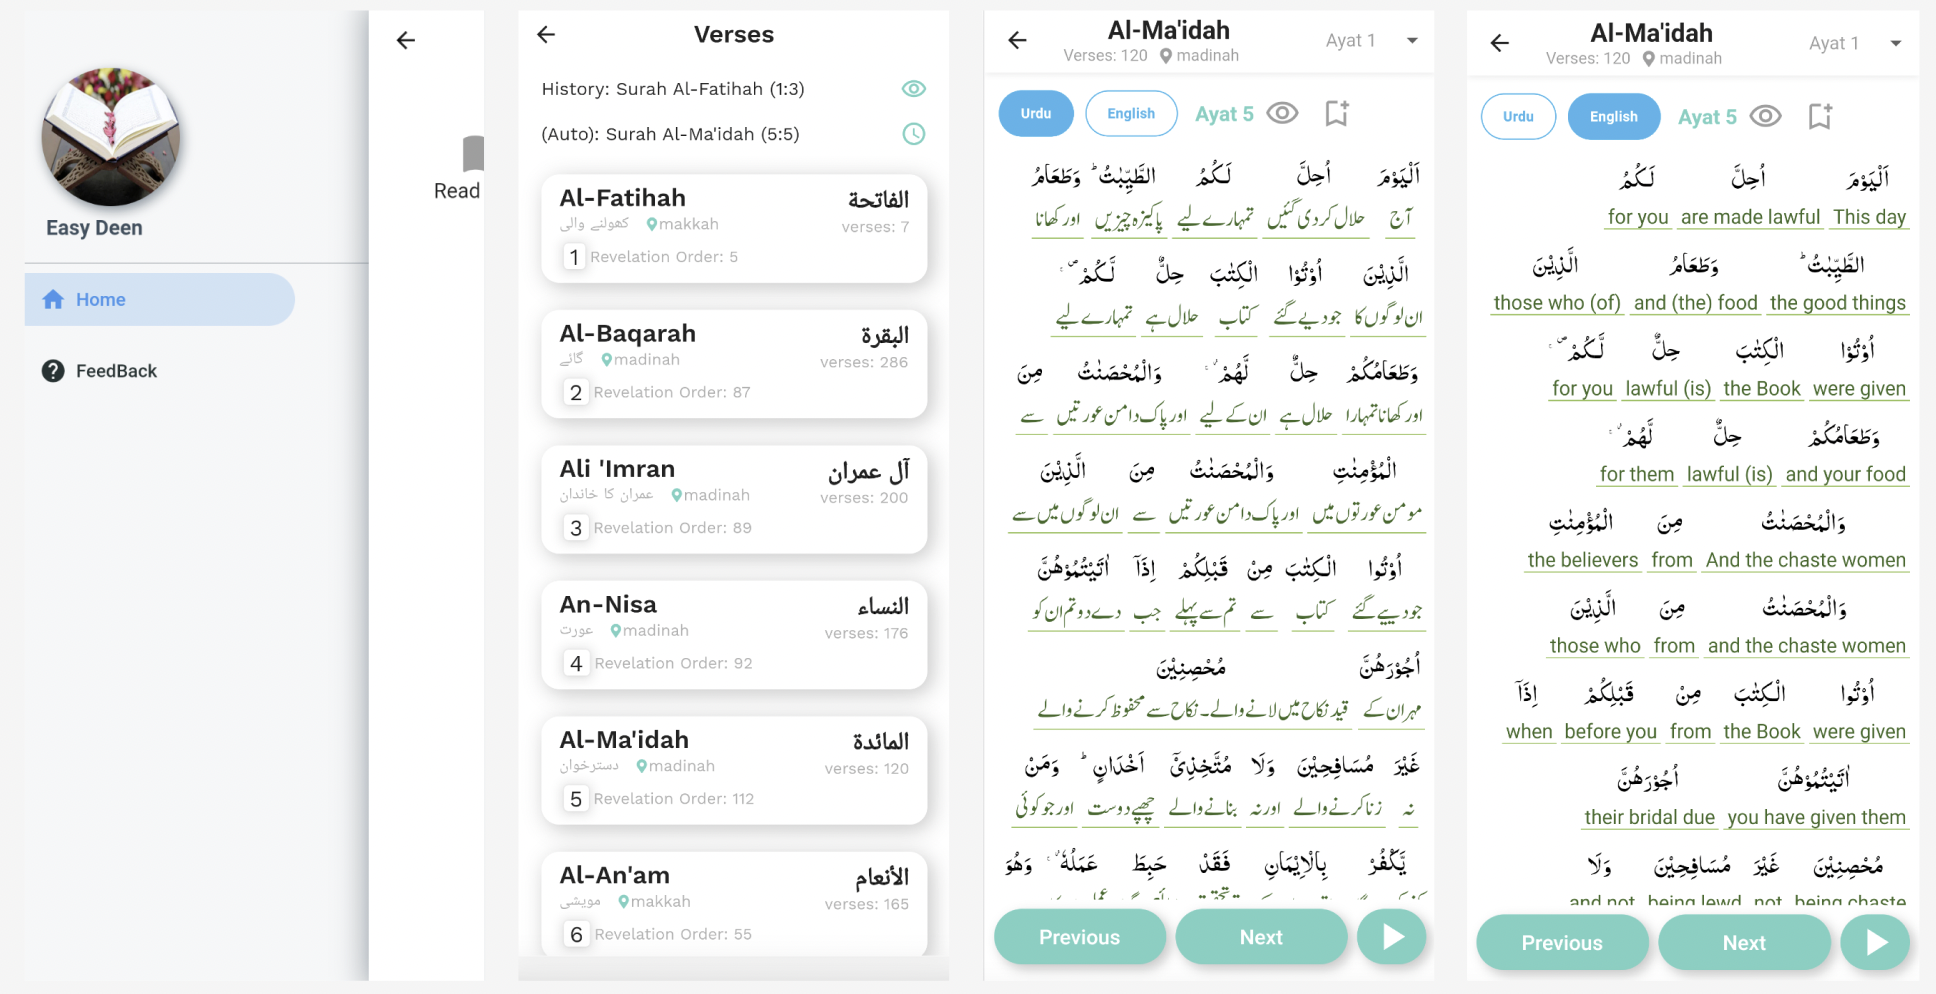 Easy Deen
Home
FeedBack
Read
Verses
History: Surah Al-Fatihah (1:3)
(Auto): Surah Al-Ma'idah (5:5)
Al-Fatihah الفاتحة
کھولنے والی makkah verses: 7
1 Revelation Order: 5
Al-Baqarah البقرة
گائے madinah verses: 286
2 Revelation Order: 87
Ali 'Imran آل عمران
عمران کا خاندان madinah verses: 200
3 Revelation Order: 89
An-Nisa النساء
عورت madinah verses: 176
4 Revelation Order: 92
Al-Ma'idah المائدة
دسترخوان madinah verses: 120
5 Revelation Order: 112
Al-An'am الأنعام
مویشی makkah verses: 165
6 Revelation Order: 55
Al-Ma'idah
Verses: 120 madinah
Ayat 1
Urdu English Ayat 5
اَلْيَوْمَ اُحِلَّ لَكُمُ الطَّيِّبٰتُ ؕ وَطَعَامُ
آج حلال کردی گئیں تمہارے لیے پاکیزہ چیزیں اور کھانا
الَّذِيْنَ اُوْتُوْا الْكِتٰبَ حِلٌّ لَّكُمْ ۖ
ان لوگوں کا جو دیے گئے کتاب حلال ہے تمہارے لیے
وَطَعَامُكُمْ حِلٌّ لَّهُمْ ۚ وَالْمُحْصَنٰتُ مِنَ
اور کھانا تمہارا حلال ہے ان کے لیے اور پاک دامن عورتیں سے
الْمُؤْمِنٰتِ وَالْمُحْصَنٰتُ مِنَ الَّذِيْنَ
مومن عورتوں میں اور پاک دامن عورتیں سے ان لوگوں میں سے
اُوْتُوا الْكِتٰبَ مِنْ قَبْلِكُمْ اِذَاۤ اٰتَيْتُمُوْهُنَّ
جو دییے گئے کتاب سے تم سے پہلے جب دے دو تم ان کو
اُجُوْرَهُنَّ مُحْصِنِيْنَ
مہر ان کے قید نکاح میں لانے والے۔ نکاح سے محفوظ کرنے والے
غَيْرَ مُسَافِحِيْنَ وَلَا مُتَّخِذِىْۤ اَخْدَانٍ ؕ وَمَنْ
نہ زنا کرنے والے اور نہ بنانے والے چھپے دوست اور جو کوئی
يَّكْفُرْ بِالْاِيْمَانِ فَقَدْ حَبِطَ عَمَلُهٗ ۚ وَهُوَ
Previous Next
Al-Ma'idah
Verses: 120 madinah
Ayat 1
Urdu English Ayat 5
اَلْيَوْمَ اُحِلَّ لَكُمُ
for you are made lawful This day
الطَّيِّبٰتُ ؕ وَطَعَامُ الَّذِيْنَ
those who (of) and (the) food the good things
اُوْتُوْا الْكِتٰبَ حِلٌّ لَّكُمْ ۖ
for you lawful (is) the Book were given
وَطَعَامُكُمْ حِلٌّ لَّهُمْ ۚ
for them lawful (is) and your food
وَالْمُحْصَنٰتُ مِنَ الْمُؤْمِنٰتِ
the believers from And the chaste women
وَالْمُحْصَنٰتُ مِنَ الَّذِيْنَ
those who from and the chaste women
اُوْتُوا الْكِتٰبَ مِنْ قَبْلِكُمْ اِذَاۤ
when before you from the Book were given
اٰتَيْتُمُوْهُنَّ اُجُوْرَهُنَّ
their bridal due you have given them
مُحْصِنِيْنَ غَيْرَ مُسَافِحِيْنَ وَلَا
and not being lewd not being chaste
Previous Next